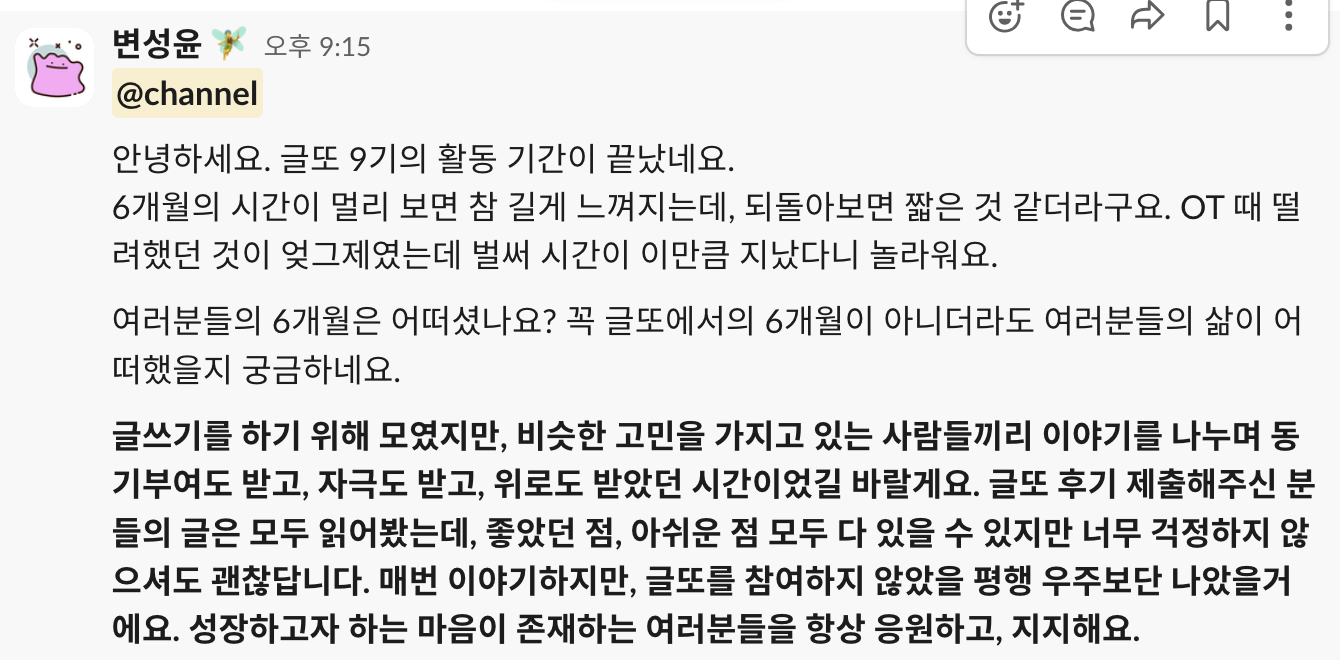 변성윤 오후 9:15
@channel
안녕하세요. 글또 9기의 활동 기간이 끝났네요.
6개월의 시간이 멀리 보면 참 길게 느껴지는데, 되돌아보면 짧은 것 같더라구요. OT 때 떨
려했던 것이 엊그제였는데 벌써 시간이 이만큼 지났다니 놀라워요.
여러분들의 6개월은 어떠셨나요? 꼭 글또에서의 6개월이 아니더라도 여러분들의 삶이 어
떠했을지 궁금하네요.
글쓰기를 하기 위해 모였지만, 비슷한 고민을 가지고 있는 사람들끼리 이야기를 나누며 동
기부여도 받고, 자극도 받고, 위로도 받았던 시간이었길 바랄게요. 글또 후기 제출해주신 분
들의 글은 모두 읽어봤는데, 좋았던 점, 아쉬운 점 모두 다 있을 수 있지만 너무 걱정하지 않
으셔도 괜찮답니다. 매번 이야기하지만, 글또를 참여하지 않았을 평행 우주보단 나았을거
에요. 성장하고자 하는 마음이 존재하는 여러분들을 항상 응원하고, 지지해요.